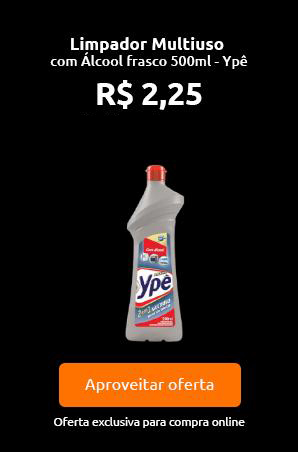 Limpador Multiuso
com Álcool frasco 500ml - Ypê
R$ 2,25
Ypê
Aproveitar oferta
Oferta exclusiva para compra online